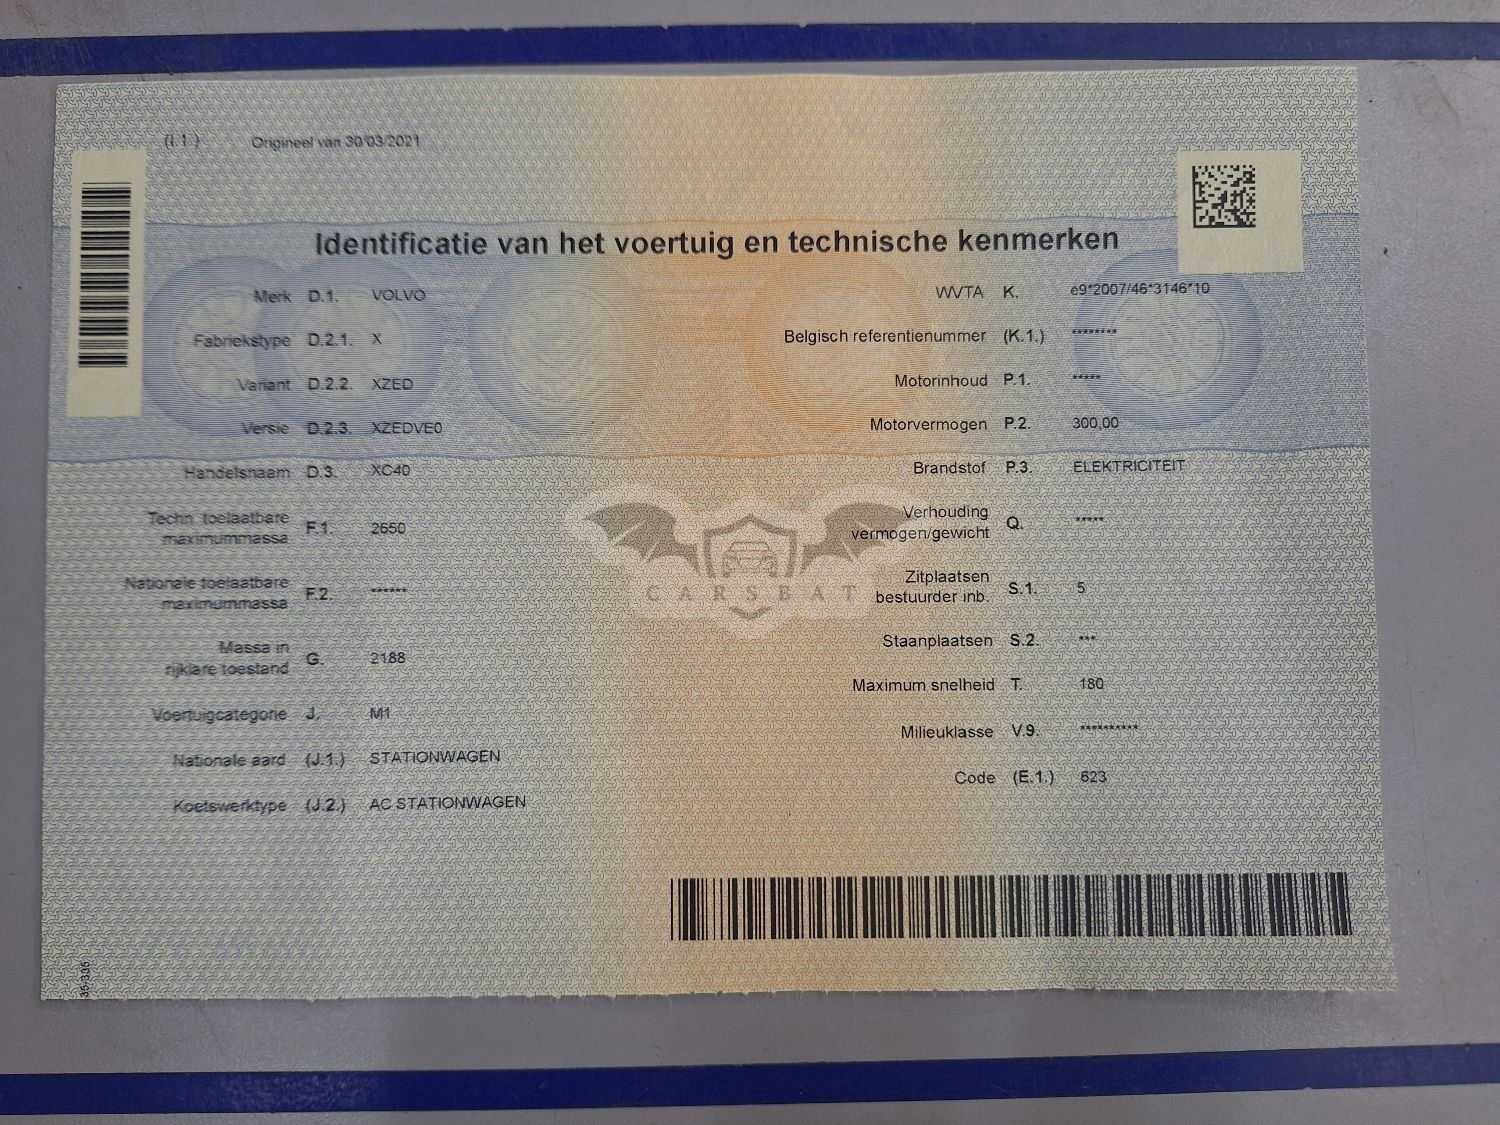 (I.1.) Origineel van 30/03/2021
Identificatie van het voertuig en technische kenmerken
Merk D.1. VOLVO
Fabriekstype D.2.1. X
Variant D.2.2. XZED
Versie D.2.3. XZEDVE0
Handelsnaam D.3. XC40
Techn. toelaatbare
maximummassa F.1. 2650
Nationale toelaatbare
maximummassa F.2. ******
Massa in
rijklare toestand G. 2188
Voertuigcategorie J. M1
Nationale aard (J.1.) STATIONWAGEN
Koetswerktype (J.2.) AC STATIONWAGEN
WVTA K. e9*2007/46*3146*10
Belgisch referentienummer (K.1.) ********
Motorinhoud P.1. *****
Motorvermogen P.2. 300,00
Brandstof P.3. ELEKTRICITEIT
Verhouding
vermogen/gewicht Q. *****
Zitplaatsen
bestuurder inb. S.1. 5
Staanplaatsen S.2. ***
Maximum snelheid T. 180
Milieuklasse V.9. **********
Code (E.1.) 623
CARSBAT
35-335